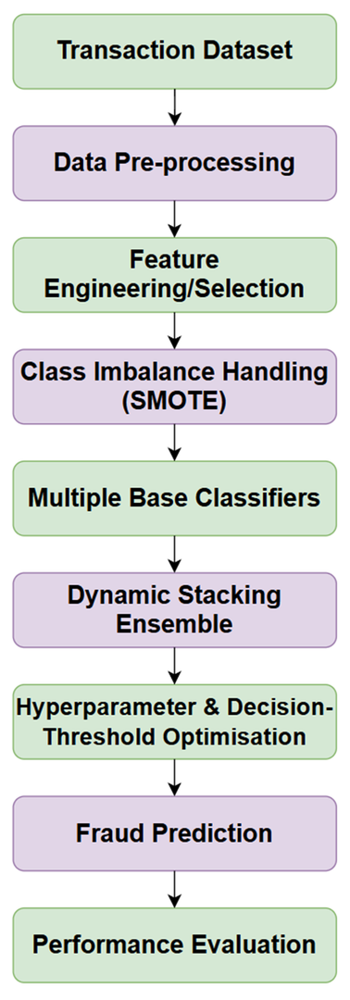 Transaction Dataset
Data Pre-processing
Feature
Engineering/Selection
Class Imbalance Handling
(SMOTE)
Multiple Base Classifiers
Dynamic Stacking
Ensemble
Hyperparameter & Decision-
Threshold Optimisation
Fraud Prediction
Performance Evaluation